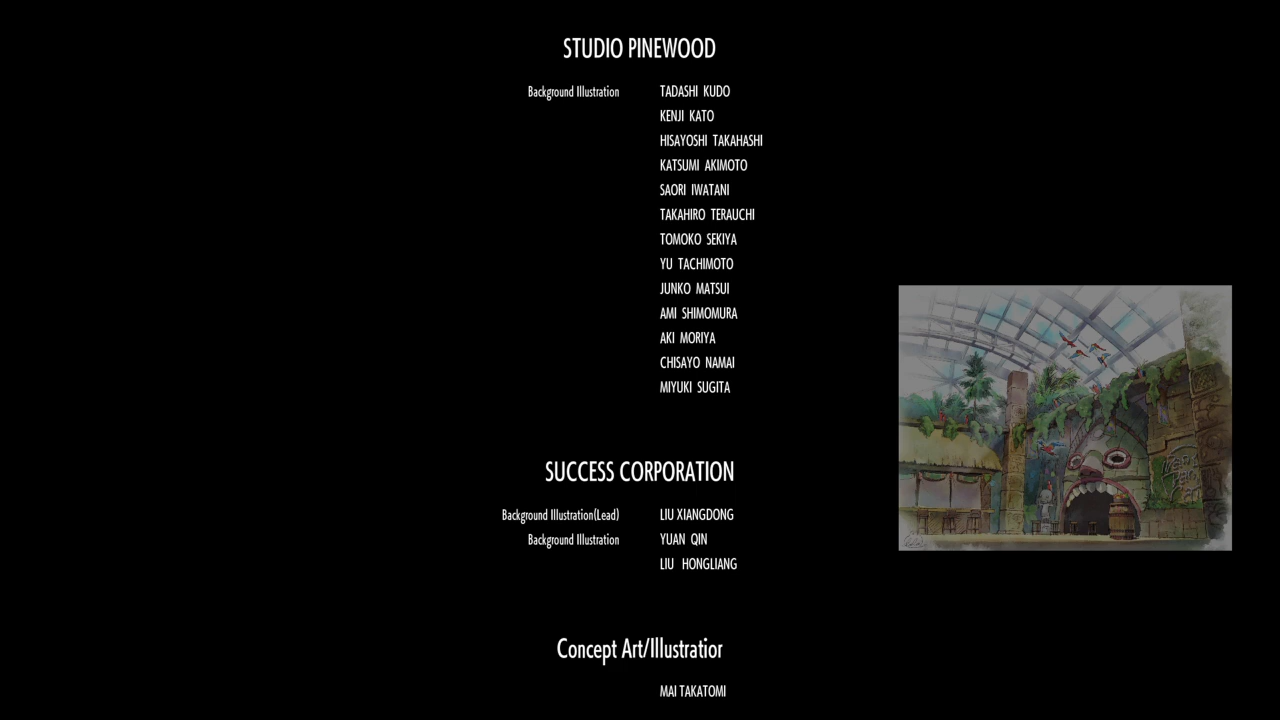 STUDIO PINEWOOD
Background Illustration TADASHI KUDO
KENJI KATO
HISAYOSHI TAKAHASHI
KATSUMI AKIMOTO
SAORI IWATANI
TAKAHIRO TERAUCHI
TOMOKO SEKIYA
YU TACHIMOTO
JUNKO MATSUI
AMI SHIMOMURA
AKI MORIYA
CHISAYO NAMAI
MIYUKI SUGITA
SUCCESS CORPORATION
Background Illustration(Lead) LIU XIANGDONG
Background Illustration YUAN QIN
LIU HONGLIANG
Concept Art/Illustratior
MAI TAKATOMI